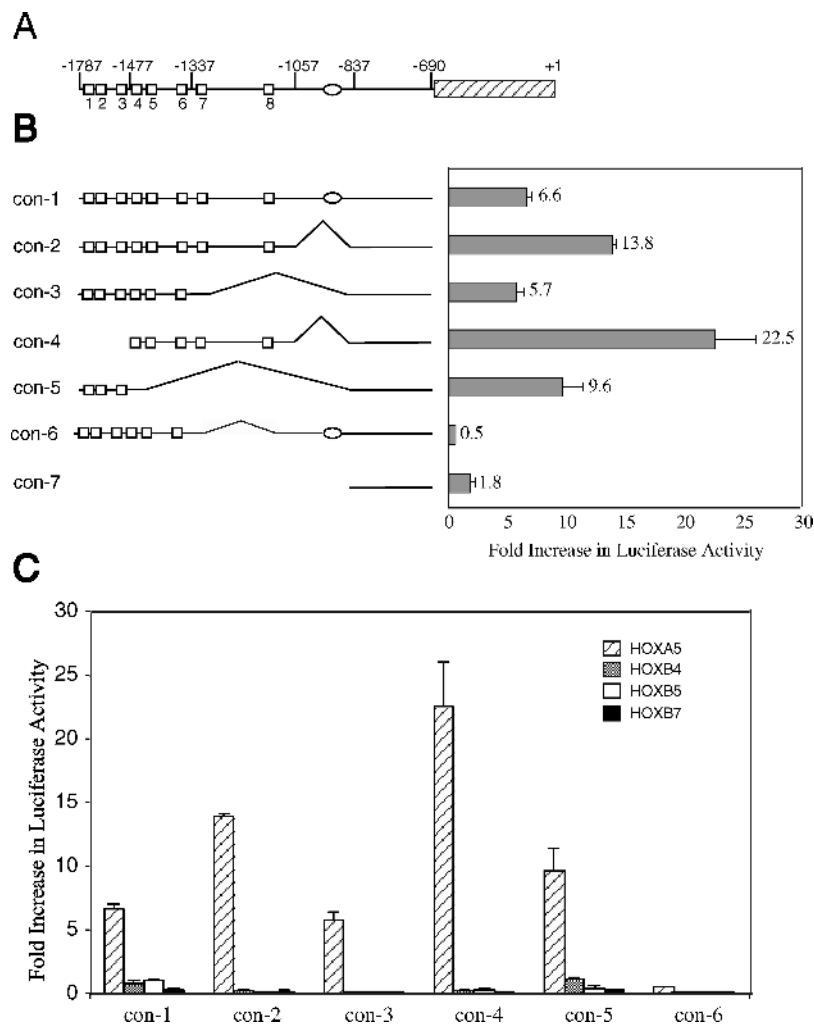 A
-1787 -1477 -1337 -1057 -837 -690 +1
1 2 3 4 5 6 7 8
B
con-1 6.6
con-2 13.8
con-3 5.7
con-4 22.5
con-5 9.6
con-6 0.5
con-7 1.8
0 5 10 15 20 25 30
Fold Increase in Luciferase Activity
C
Fold Increase in Luciferase Activity
30
25
20
15
10
5
0
HOXA5
HOXB4
HOXB5
HOXB7
con-1 con-2 con-3 con-4 con-5 con-6